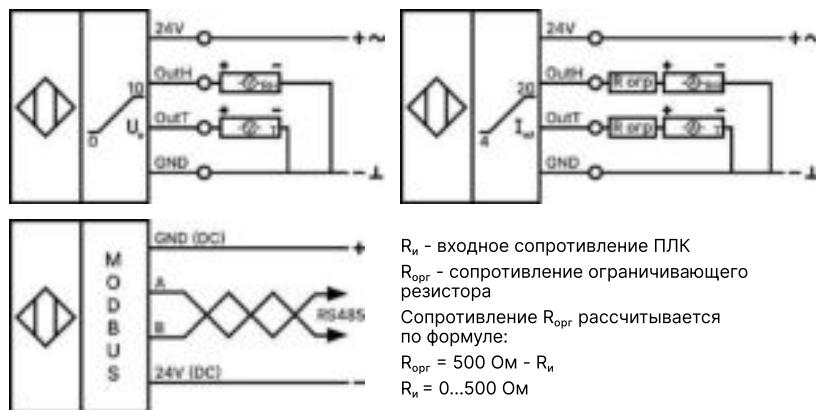 24V
+ ~
OutH
+ -
10
RH
OutT
+ -
0
U
T
GND
- ⊥
24V
+ ~
OutH
R огр
+ -
20
OutT
R огр
+ -
4
I
T
GND
- ⊥
MODBUS
GND (DC)
+
A
RS485
B
24V (DC)
-
Rи - входное сопротивление ПЛК
Rорг - сопротивление ограничивающего
резистора
Сопротивление Rорг рассчитывается
по формуле:
Rорг = 500 Ом - Rи
Rи = 0...500 Ом